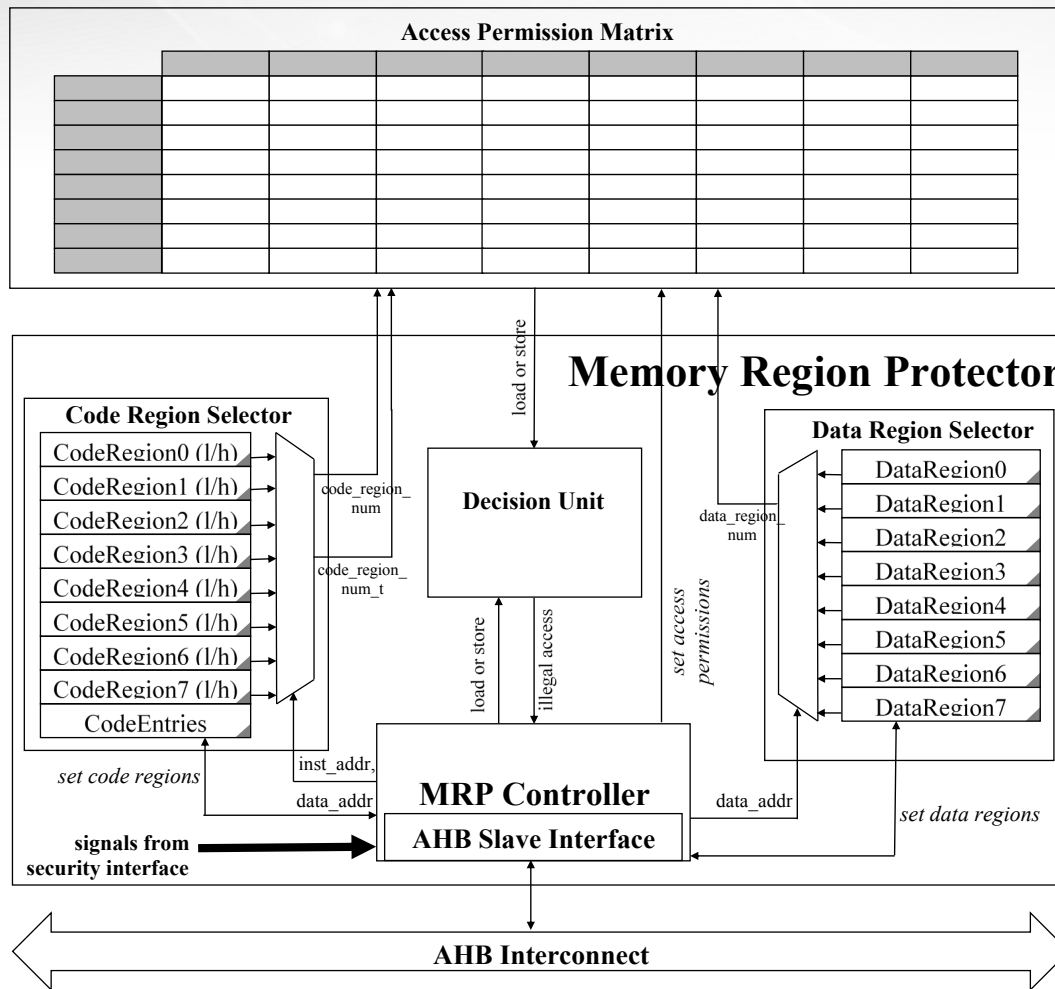 Access Permission Matrix
load or store
set access
permissions
Memory Region Protector
Code Region Selector
CodeRegion0 (l/h)
CodeRegion1 (l/h)
CodeRegion2 (l/h)
CodeRegion3 (l/h)
CodeRegion4 (l/h)
CodeRegion5 (l/h)
CodeRegion6 (l/h)
CodeRegion7 (l/h)
CodeEntries
code_region_
num
code_region_
num_t
Decision Unit
Data Region Selector
DataRegion0
DataRegion1
DataRegion2
DataRegion3
DataRegion4
DataRegion5
DataRegion6
DataRegion7
data_region_
num
load or store
illegal access
set code regions
inst_addr,
data_addr
MRP Controller
AHB Slave Interface
data_addr
set data regions
signals from
security interface
AHB Interconnect